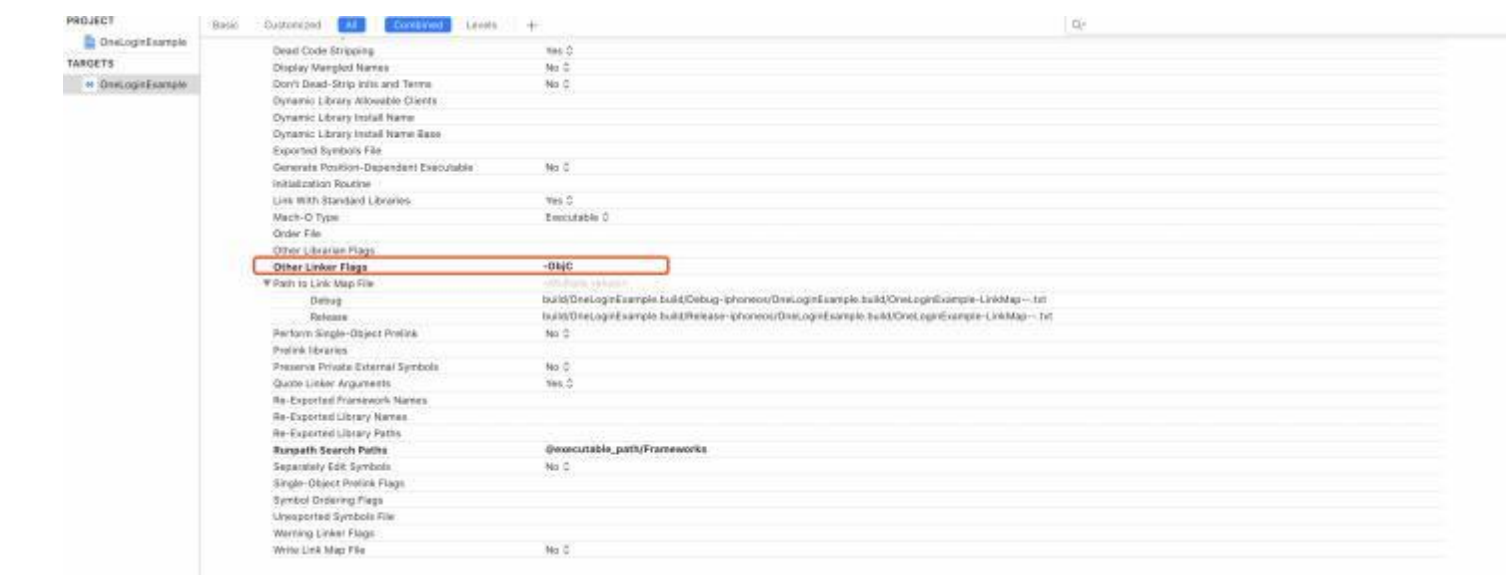 PROJECT
OneLoginExample
TARGETS
OneLoginExample
Basic Customized All Combined Levels +
Dead Code Stripping Yes
Display Mangled Names No
Don't Dead-Strip Inits and Terms No
Dynamic Library Allowable Clients
Dynamic Library Install Name
Dynamic Library Install Name Base
Exported Symbols File
Generate Position-Dependent Executable No
Initialization Routine
Link With Standard Libraries Yes
Mach-O Type Executable
Order File
Other Librarian Flags
Other Linker Flags -ObjC
Path to Link Map File <Multiple values>
Debug build/OneLoginExample.build/Debug-iphoneos/OneLoginExample.build/OneLoginExample-LinkMap--.txt
Release build/OneLoginExample.build/Release-iphoneos/OneLoginExample.build/OneLoginExample-LinkMap--.txt
Perform Single-Object Prelink No
Prelink libraries
Preserve Private External Symbols No
Quote Linker Arguments Yes
Re-Exported Framework Names
Re-Exported Library Names
Re-Exported Library Paths
Runpath Search Paths @executable_path/Frameworks
Separately Edit Symbols No
Single-Object Prelink Flags
Symbol Ordering Flags
Unexported Symbols File
Warning Linker Flags
Write Link Map File No